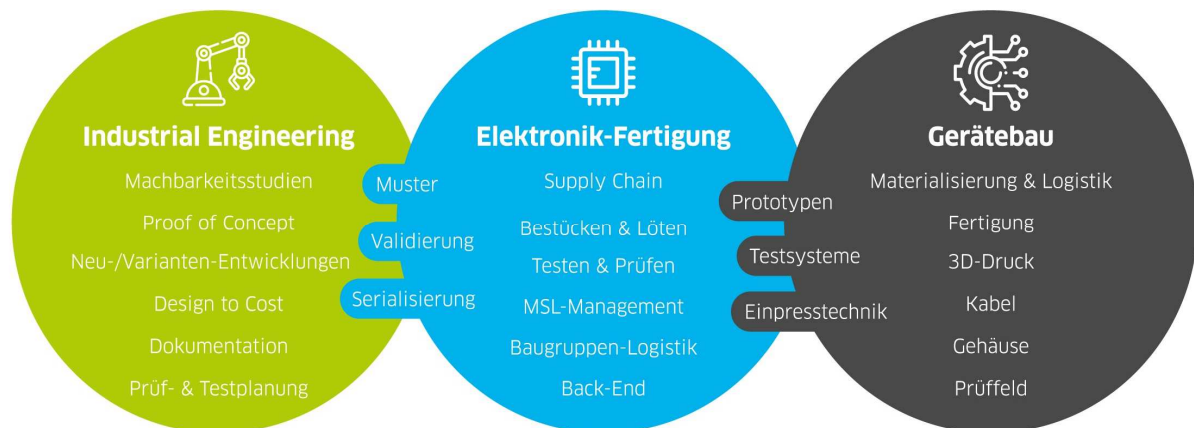 Industrial Engineering
Machbarkeitsstudien
Proof of Concept
Neu-/Varianten-Entwicklungen
Design to Cost
Dokumentation
Prüf- & Testplanung
Muster
Validierung
Serialisierung
Elektronik-Fertigung
Supply Chain
Bestücken & Löten
Testen & Prüfen
MSL-Management
Baugruppen-Logistik
Back-End
Prototypen
Testsysteme
Einpresstechnik
Gerätebau
Materialisierung & Logistik
Fertigung
3D-Druck
Kabel
Gehäuse
Prüffeld